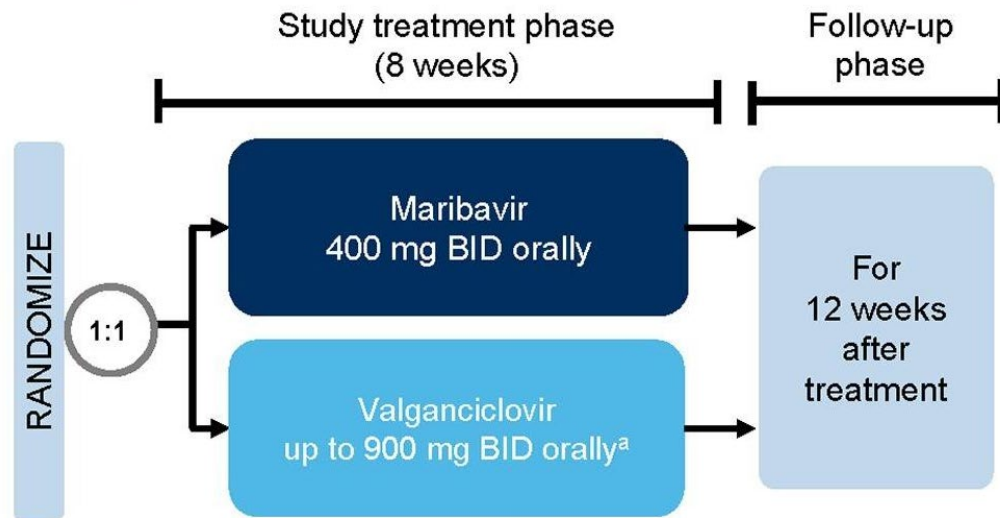 Study treatment phase
(8 weeks)
Follow-up
phase
RANDOMIZE
1:1
Maribavir
400 mg BID orally
Valganciclovir
up to 900 mg BID orallyᵃ
For
12 weeks
after
treatment